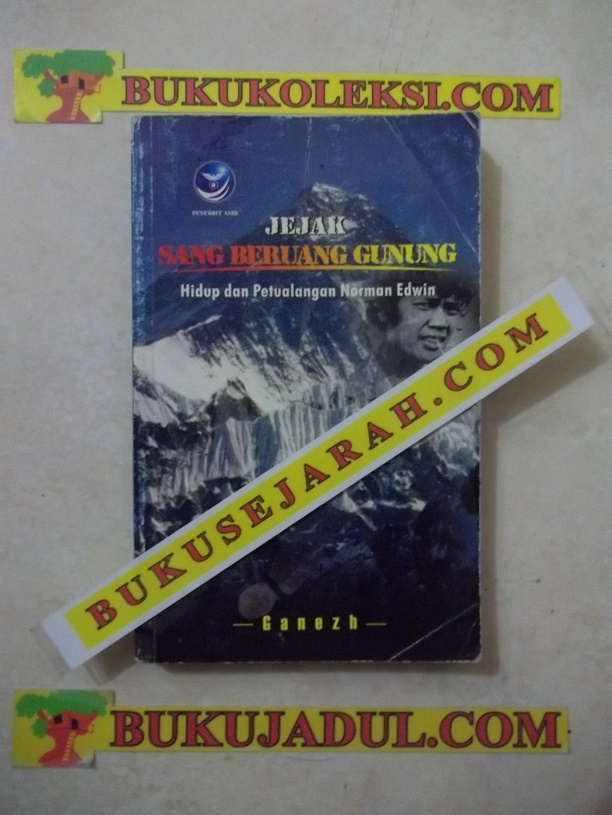 BUKUKOLEKSI.COM
PENERBIT ANDI
JEJAK
SANG BERUANG GUNUNG
Hidup dan Petualangan Norman Edwin
BUKUSEJARAH.COM
Ganezh
BUKUJADUL.COM